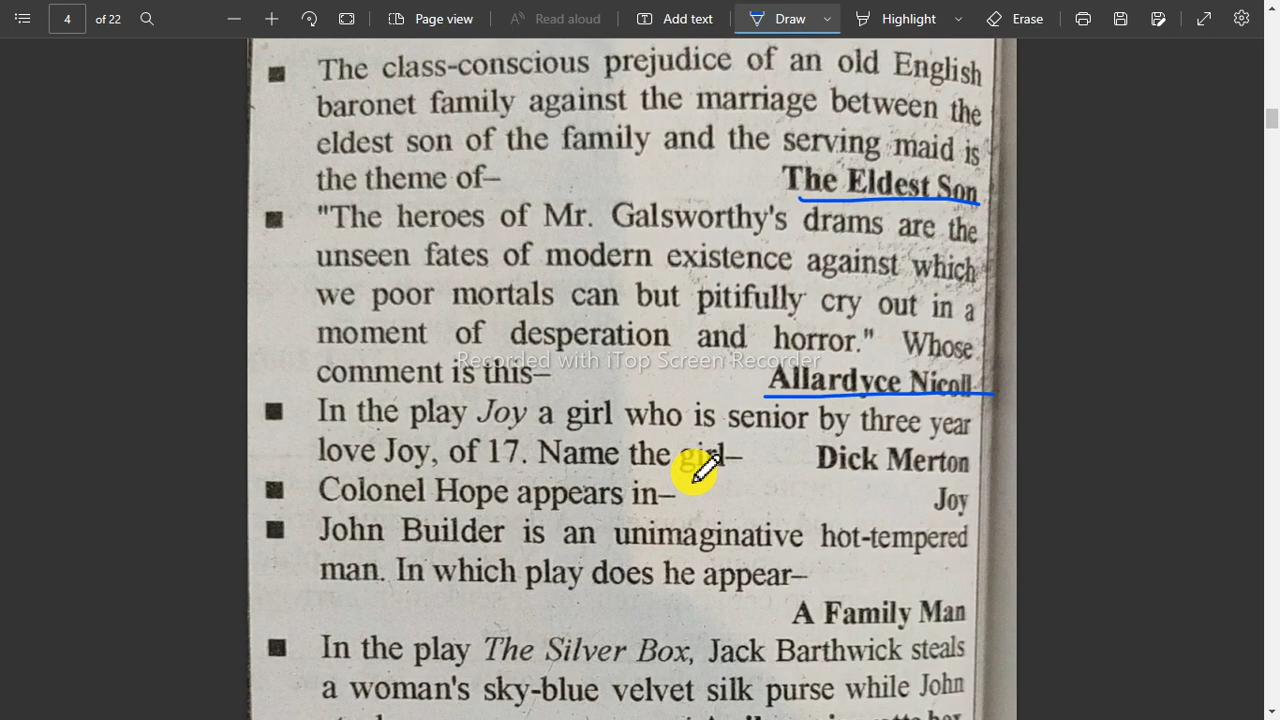 4 of 22 Page view Read aloud Add text Draw Highlight Erase
The class-conscious prejudice of an old English
baronet family against the marriage between the
eldest son of the family and the serving maid is
the theme of– The Eldest Son
"The heroes of Mr. Galsworthy's drams are the
unseen fates of modern existence against which
we poor mortals can but pitifully cry out in a
moment of desperation and horror." Whose
Recorded with iTop Screen Recorder
comment is this– Allardyce Nicoll
In the play Joy a girl who is senior by three year
love Joy, of 17. Name the girl– Dick Merton
Colonel Hope appears in– Joy
John Builder is an unimaginative hot-tempered
man. In which play does he appear–
A Family Man
In the play The Silver Box, Jack Barthwick steals
a woman's sky-blue velvet silk purse while John